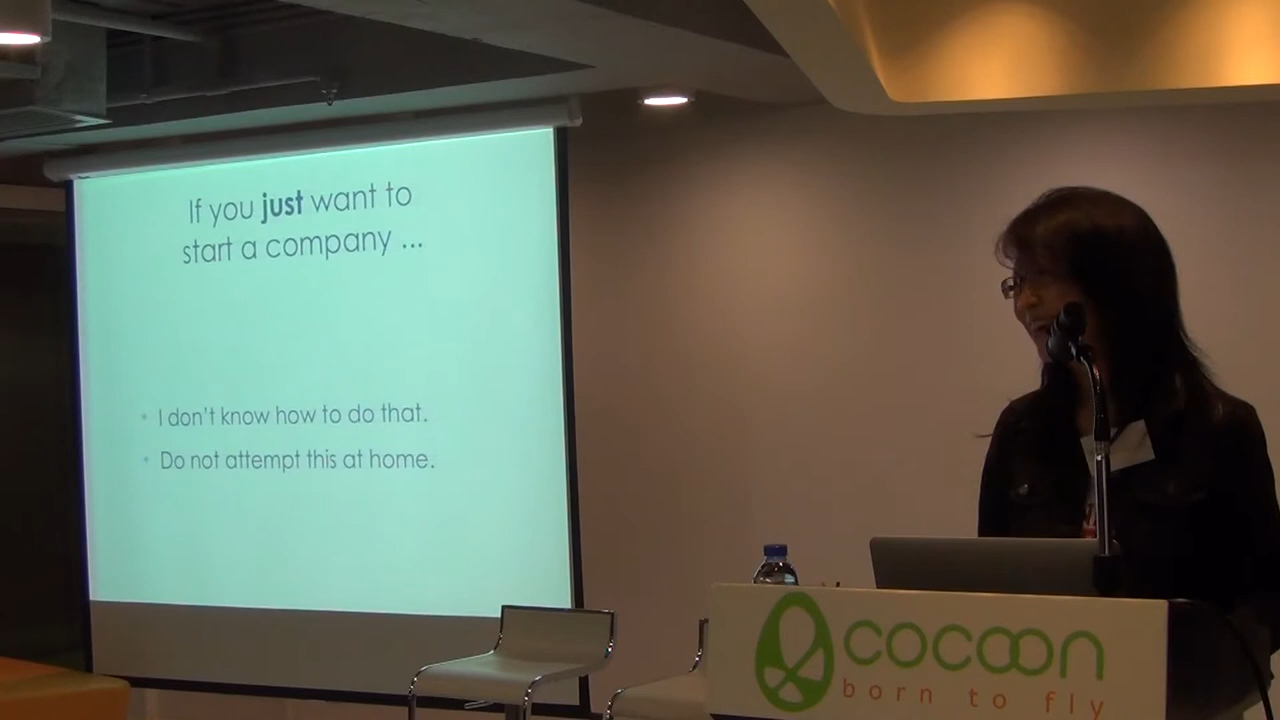 If you just want to
start a company ...
I don't know how to do that.
Do not attempt this at home.
cocoon
born to fly